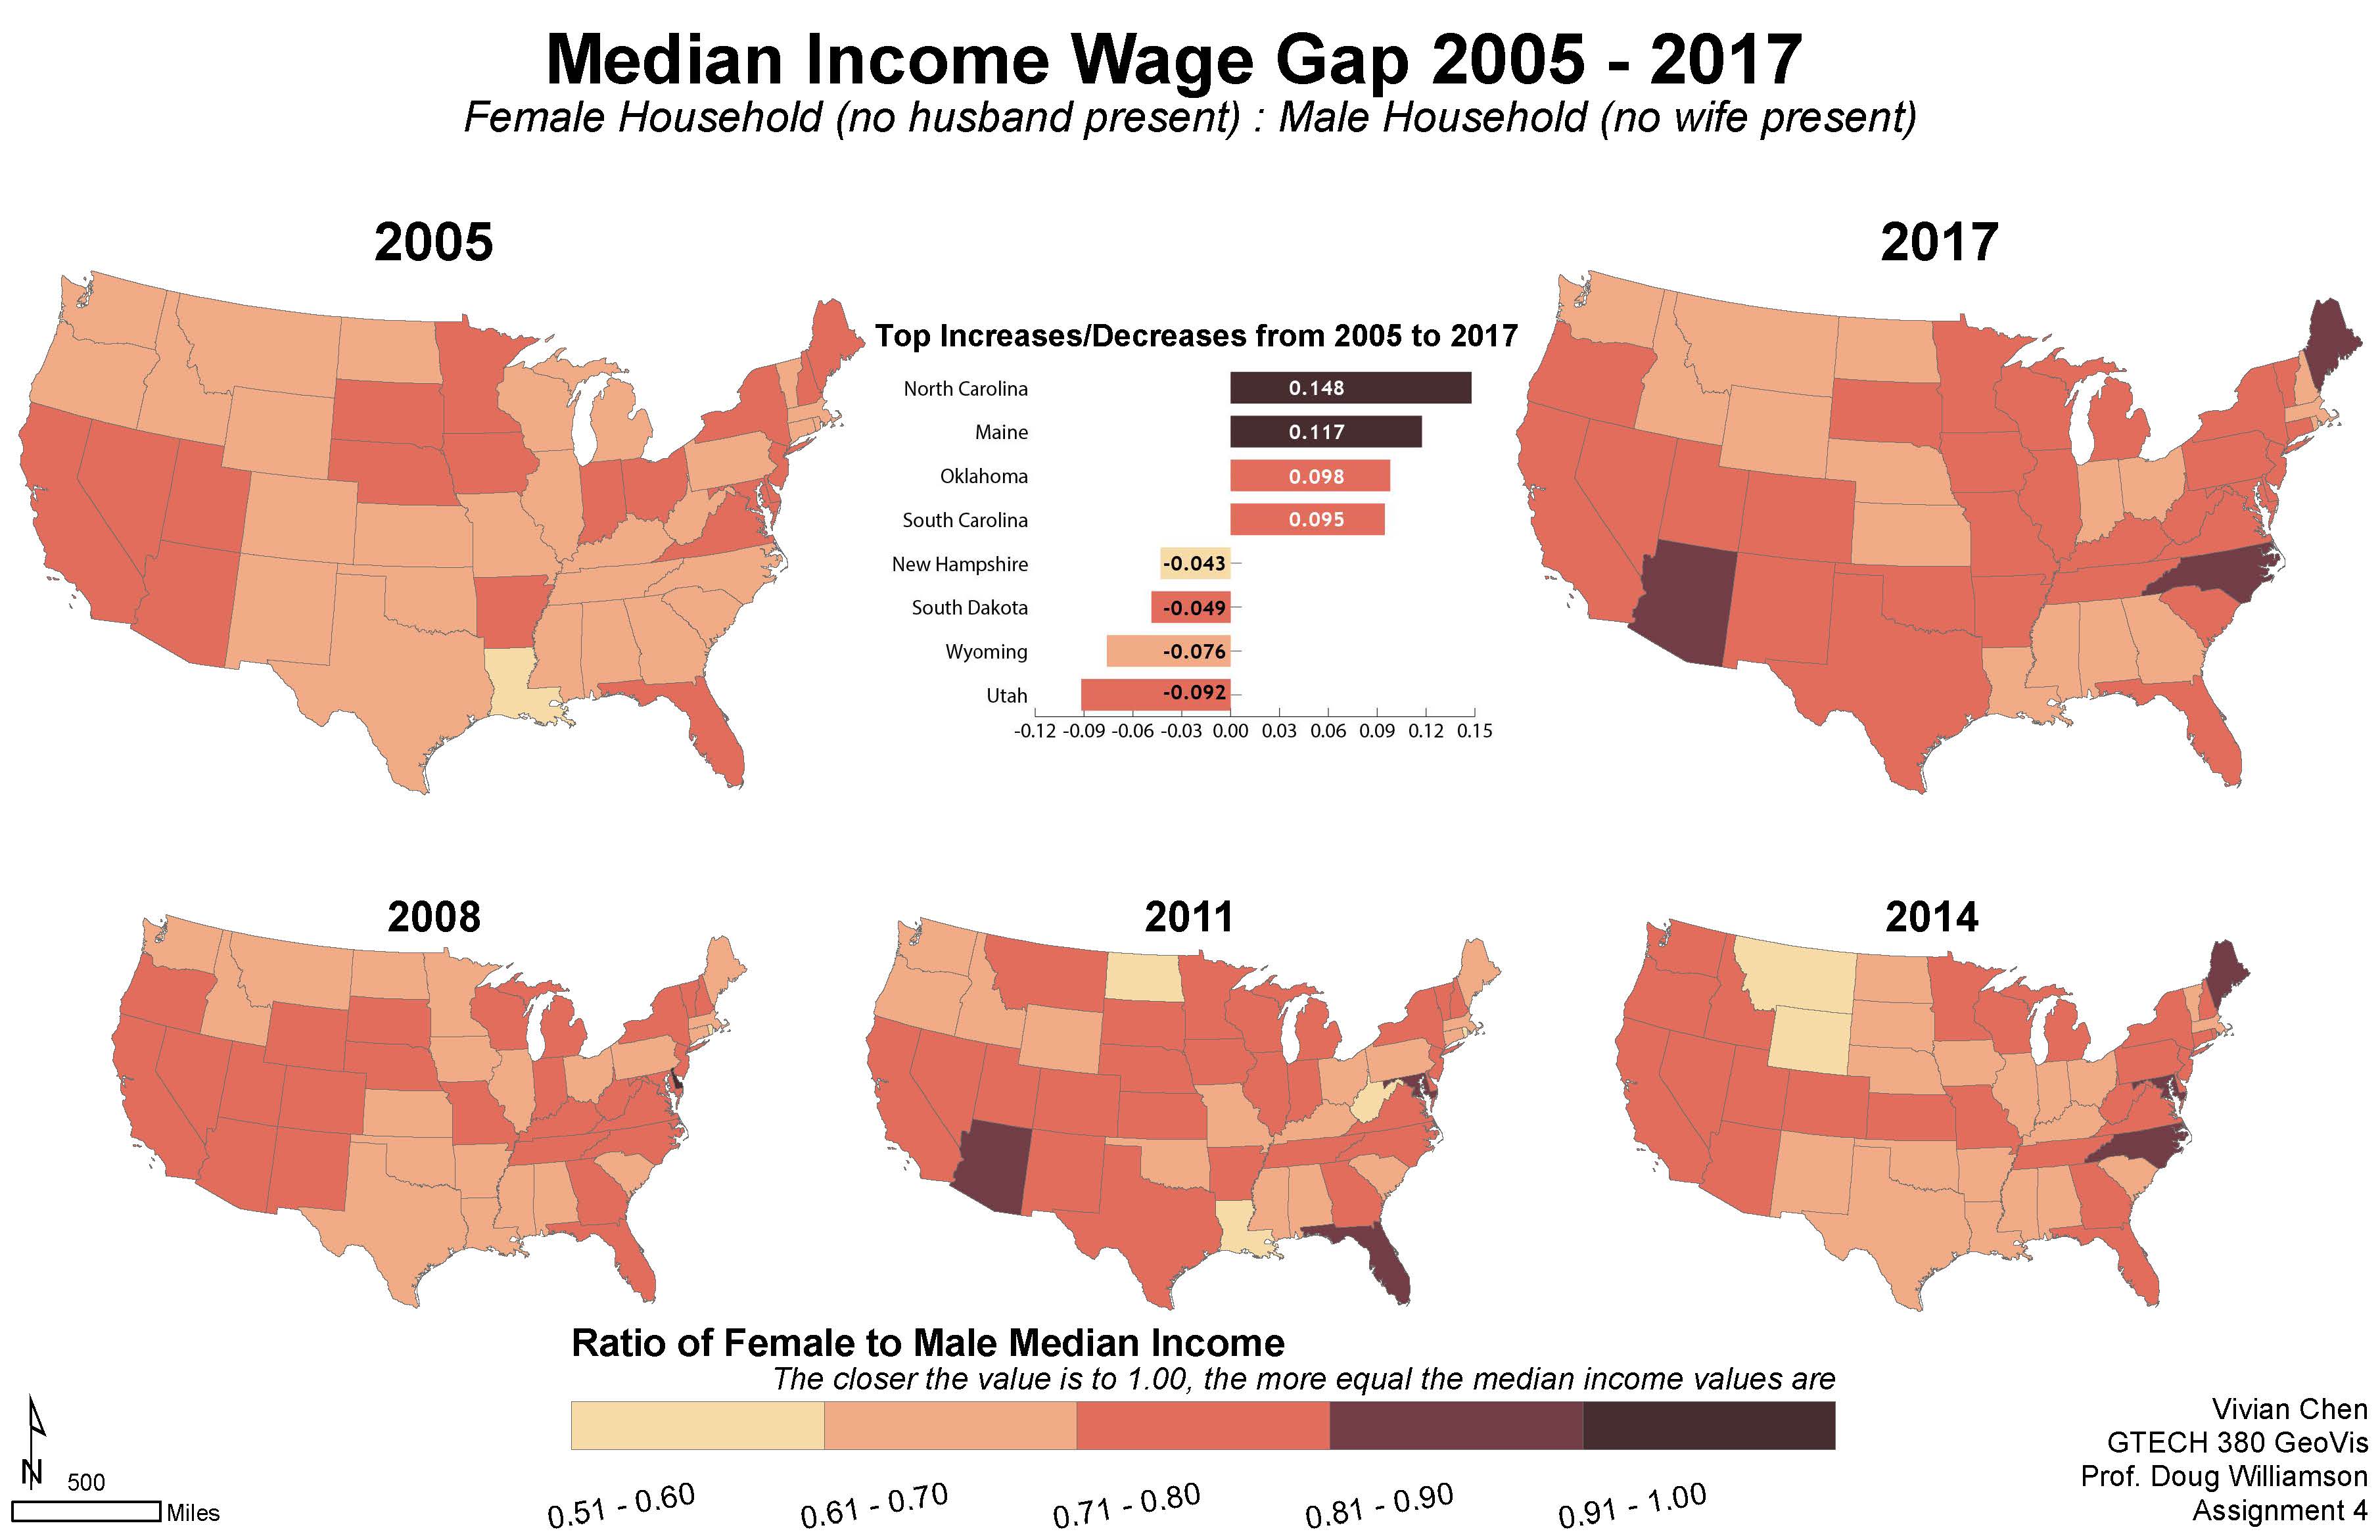 Median Income Wage Gap 2005 - 2017
Female Household (no husband present) : Male Household (no wife present)
2005
2017
Top Increases/Decreases from 2005 to 2017
North Carolina 0.148
Maine 0.117
Oklahoma 0.098
South Carolina 0.095
New Hampshire -0.043
South Dakota -0.049
Wyoming -0.076
Utah -0.092
-0.12 -0.09 -0.06 -0.03 0.00 0.03 0.06 0.09 0.12 0.15
2008
2011
2014
Ratio of Female to Male Median Income
The closer the value is to 1.00, the more equal the median income values are
0.51 - 0.60
0.61 - 0.70
0.71 - 0.80
0.81 - 0.90
0.91 - 1.00
N
500
Miles
Vivian Chen
GTECH 380 GeoVis
Prof. Doug Williamson
Assignment 4